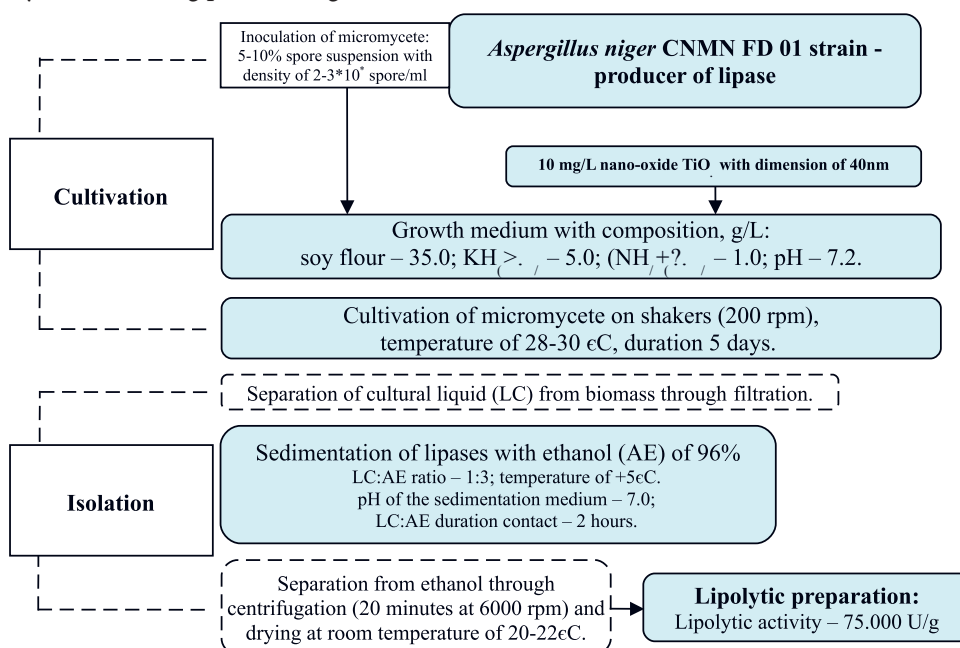 Inoculation of micromycete:
5-10% spore suspension with
density of 2-3*10* spore/ml
Aspergillus niger CNMN FD 01 strain -
producer of lipase
10 mg/L nano-oxide TiO. with dimension of 40nm
Cultivation
Growth medium with composition, g/L:
soy flour – 35.0; KH(>. / – 5.0; (NH/+?. / – 1.0; pH – 7.2.
Cultivation of micromycete on shakers (200 rpm),
temperature of 28-30 єC, duration 5 days.
Separation of cultural liquid (LC) from biomass through filtration.
Isolation
Sedimentation of lipases with ethanol (AE) of 96%
LC:AE ratio – 1:3; temperature of +5єC.
pH of the sedimentation medium – 7.0;
LC:AE duration contact – 2 hours.
Separation from ethanol through
centrifugation (20 minutes at 6000 rpm) and
drying at room temperature of 20-22єC.
Lipolytic preparation:
Lipolytic activity – 75.000 U/g